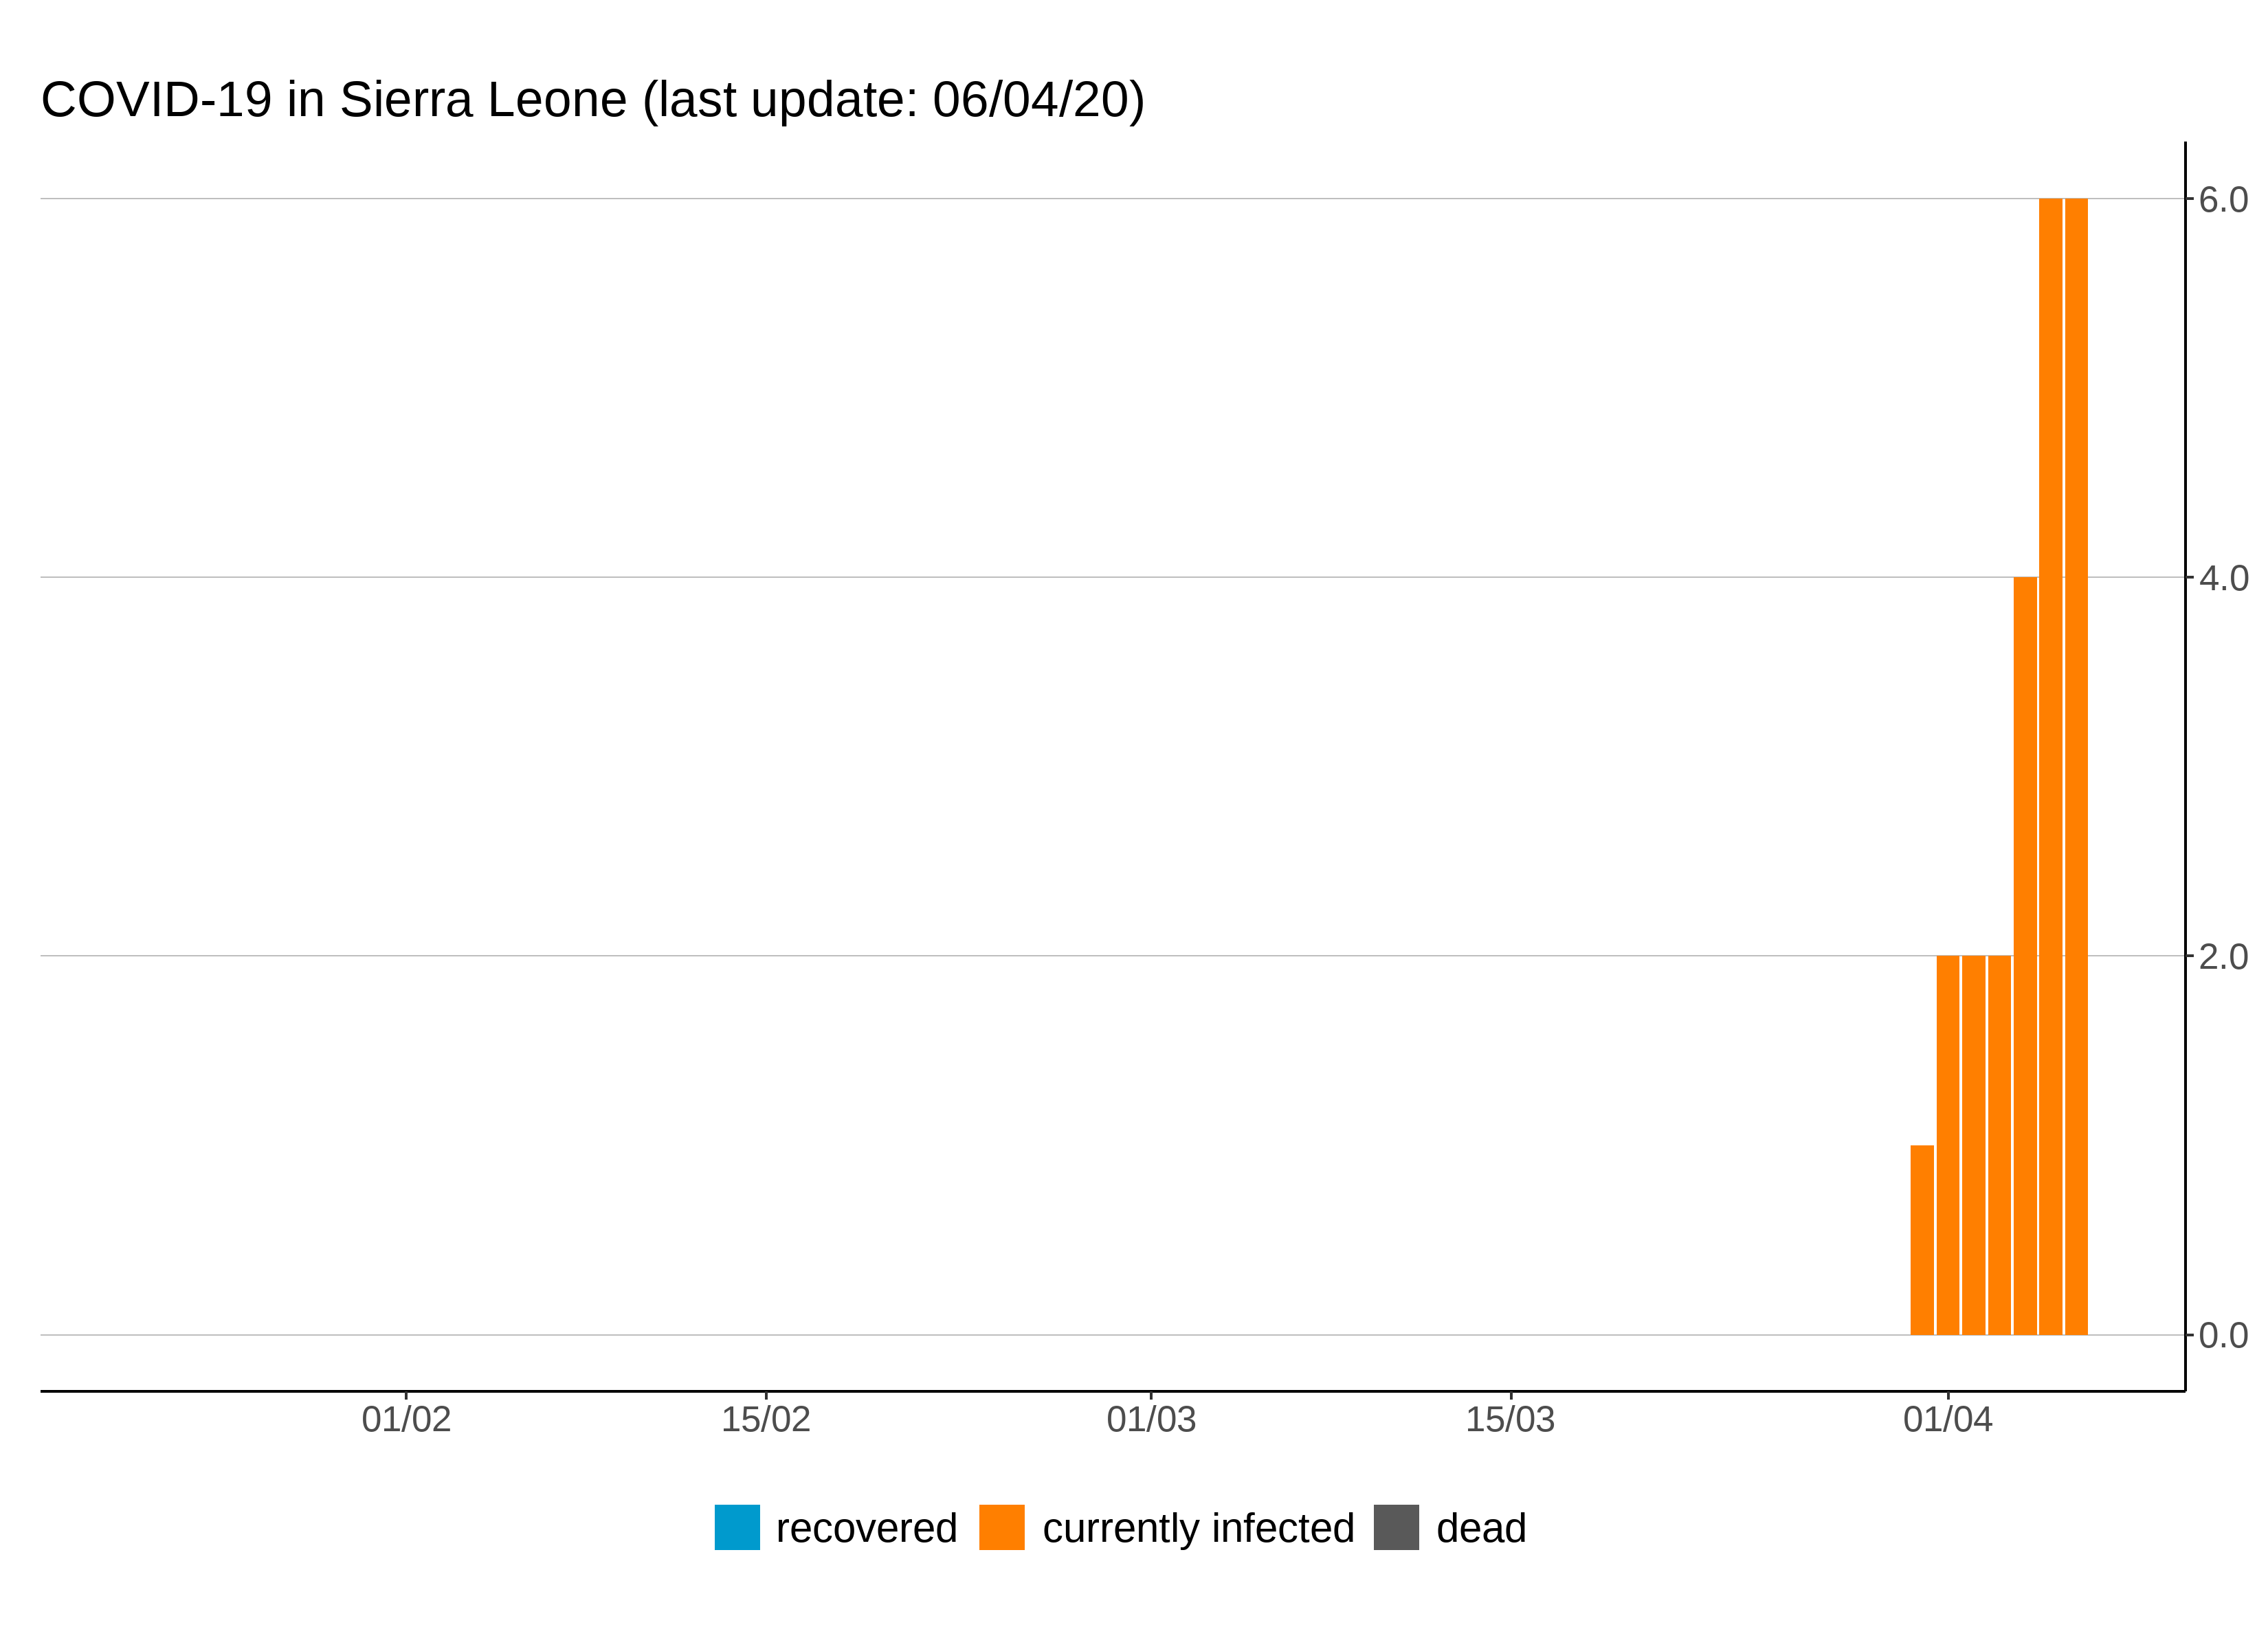 COVID-19 in Sierra Leone (last update: 06/04/20)
6.0
4.0
2.0
0.0
01/02 15/02 01/03 15/03 01/04
recovered currently infected dead